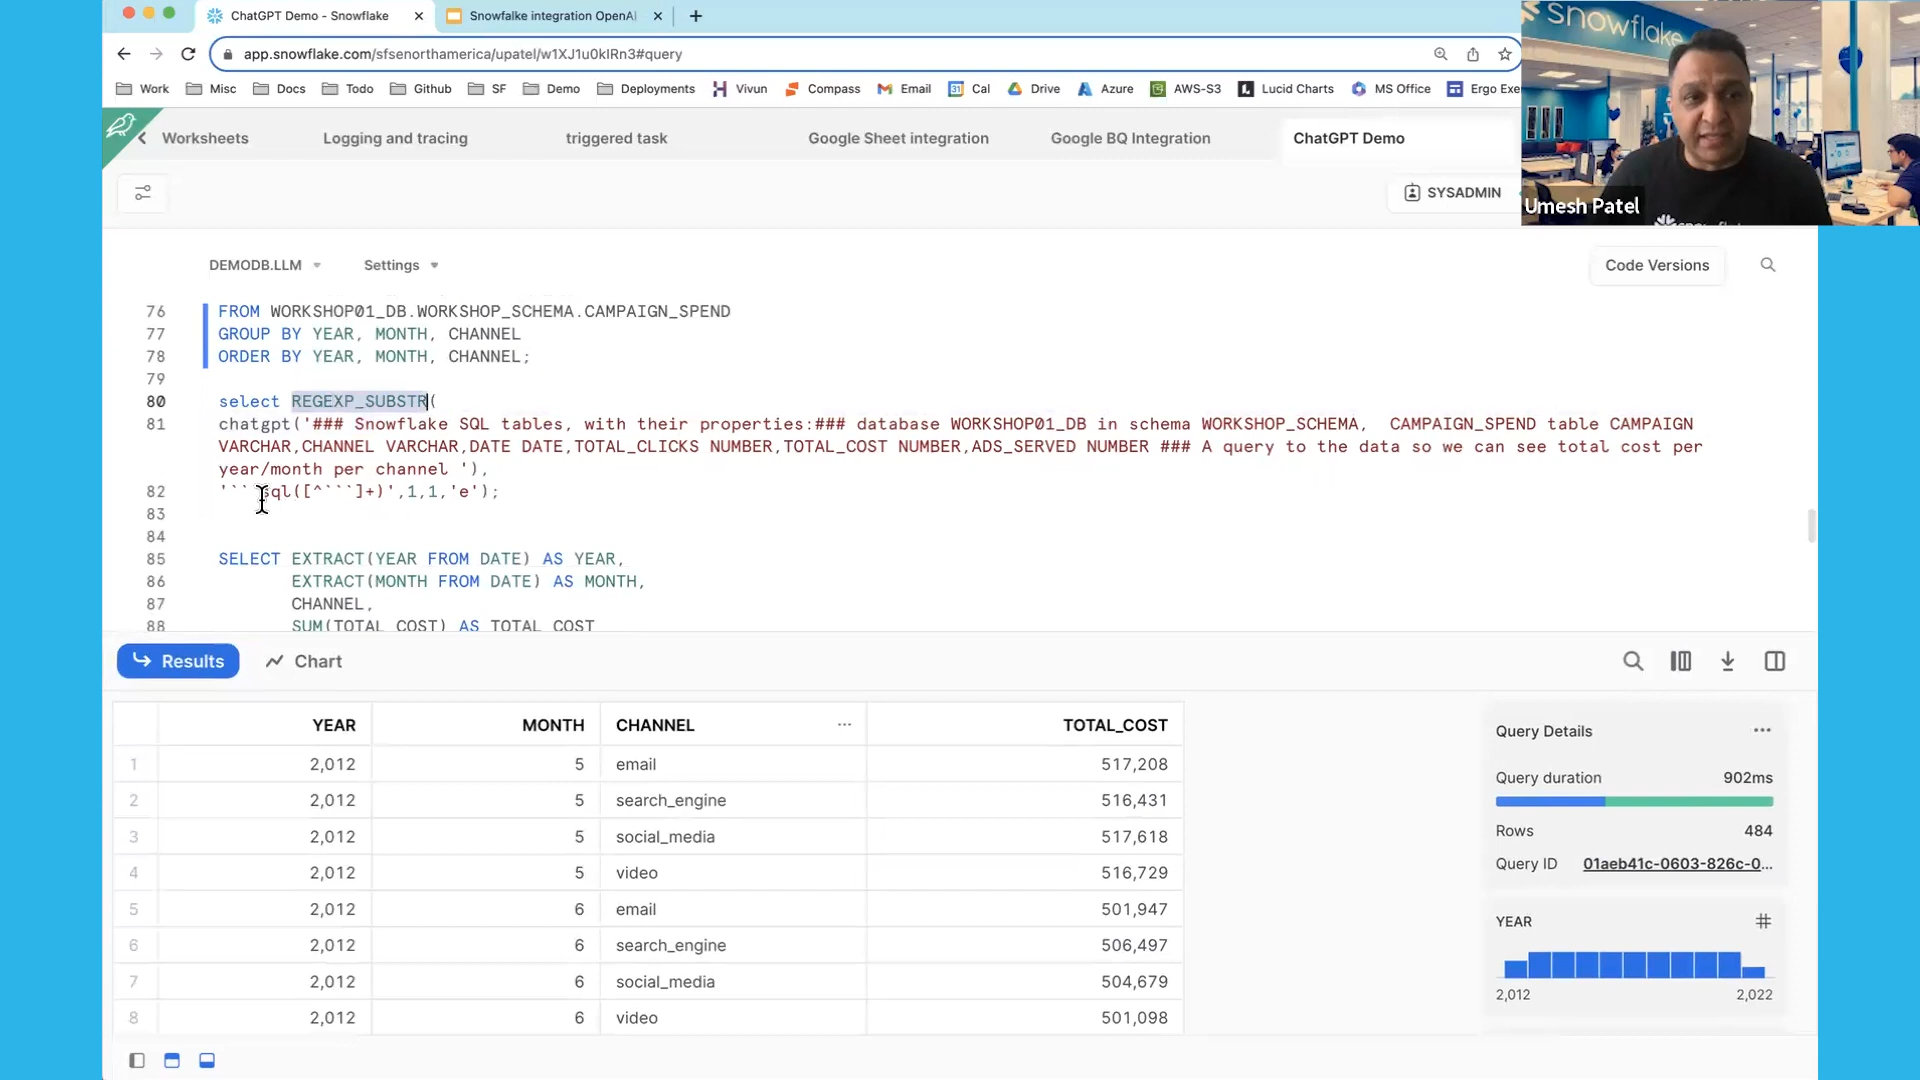 ChatGPT Demo - Snowflake
Snowfalke integration OpenAI
app.snowflake.com/sfsenorthamerica/upatel/w1XJ1u0kIRn3#query
Work Misc Docs Todo Github SF Demo Deployments Vivun Compass Email Cal Drive Azure AWS-S3 Lucid Charts MS Office Ergo Exe
snowflake
Umesh Patel
Worksheets Logging and tracing triggered task Google Sheet integration Google BQ Integration ChatGPT Demo
SYSADMIN
DEMODB.LLM Settings Code Versions
76 FROM WORKSHOP01_DB.WORKSHOP_SCHEMA.CAMPAIGN_SPEND
77 GROUP BY YEAR, MONTH, CHANNEL
78 ORDER BY YEAR, MONTH, CHANNEL;
79
80 select REGEXP_SUBSTR(
81 chatgpt('### Snowflake SQL tables, with their properties:### database WORKSHOP01_DB in schema WORKSHOP_SCHEMA, CAMPAIGN_SPEND table CAMPAIGN
VARCHAR,CHANNEL VARCHAR,DATE DATE,TOTAL_CLICKS NUMBER,TOTAL_COST NUMBER,ADS_SERVED NUMBER ### A query to the data so we can see total cost per
year/month per channel '),
82 '```sql([^```]+)',1,1,'e');
83
84
85 SELECT EXTRACT(YEAR FROM DATE) AS YEAR,
86 EXTRACT(MONTH FROM DATE) AS MONTH,
87 CHANNEL,
88 SUM(TOTAL_COST) AS TOTAL_COST
Results Chart
YEAR MONTH CHANNEL ... TOTAL_COST
1 2,012 5 email 517,208
2 2,012 5 search_engine 516,431
3 2,012 5 social_media 517,618
4 2,012 5 video 516,729
5 2,012 6 email 501,947
6 2,012 6 search_engine 506,497
7 2,012 6 social_media 504,679
8 2,012 6 video 501,098
Query Details ...
Query duration 902ms
Rows 484
Query ID 01aeb41c-0603-826c-0...
YEAR #
2,012 2,022